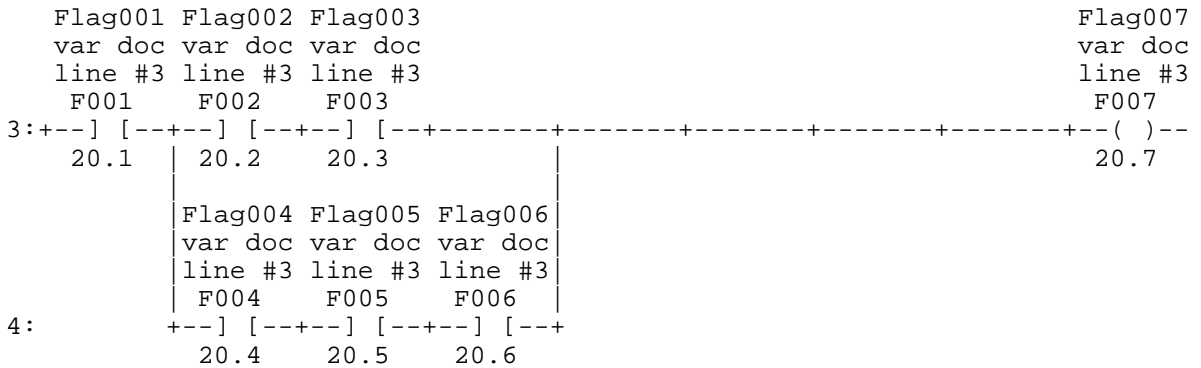 Flag001 Flag002 Flag003 Flag007
var doc var doc var doc var doc
line #3 line #3 line #3 line #3
F001 F002 F003 F007
3:+--] [--+--] [--+--] [--+-------+-------+-------+-------+-------+--( )--
20.1 | 20.2 20.3 | 20.7
| |
|Flag004 Flag005 Flag006|
|var doc var doc var doc|
|line #3 line #3 line #3|
| F004 F005 F006 |
4: +--] [--+--] [--+--] [--+
20.4 20.5 20.6